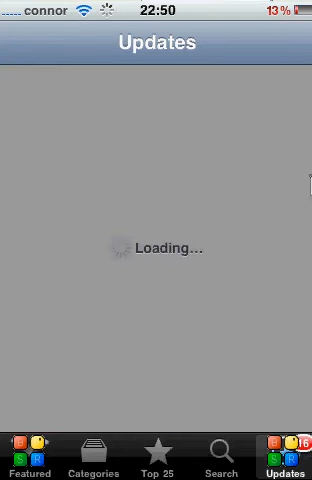 connor 22:50 13%
Updates
Loading...
B
S R
B
S R
16
Featured Categories Top 25 Search Updates